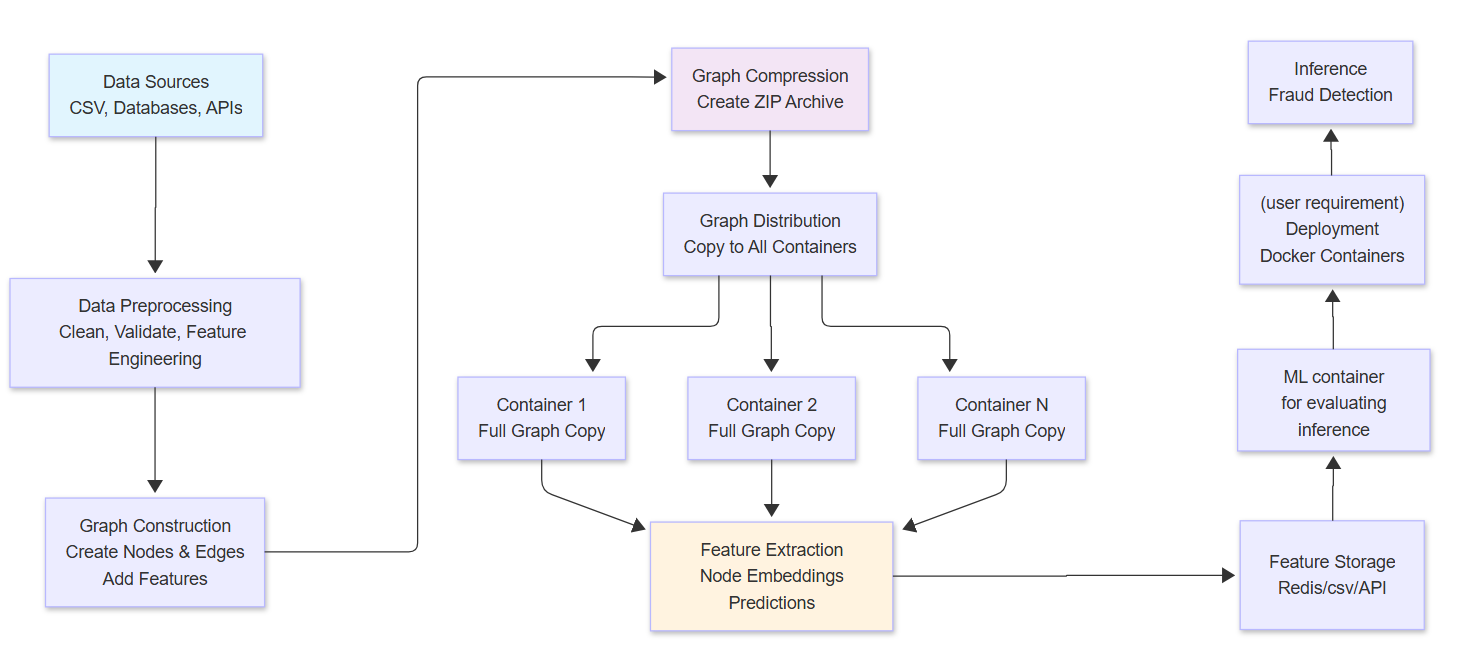 Data Sources
CSV, Databases, APIs
Data Preprocessing
Clean, Validate, Feature
Engineering
Graph Construction
Create Nodes & Edges
Add Features
Graph Compression
Create ZIP Archive
Graph Distribution
Copy to All Containers
Container 1
Full Graph Copy
Container 2
Full Graph Copy
Container N
Full Graph Copy
Feature Extraction
Node Embeddings
Predictions
Feature Storage
Redis/csv/API
ML container
for evaluating
inference
(user requirement)
Deployment
Docker Containers
Inference
Fraud Detection